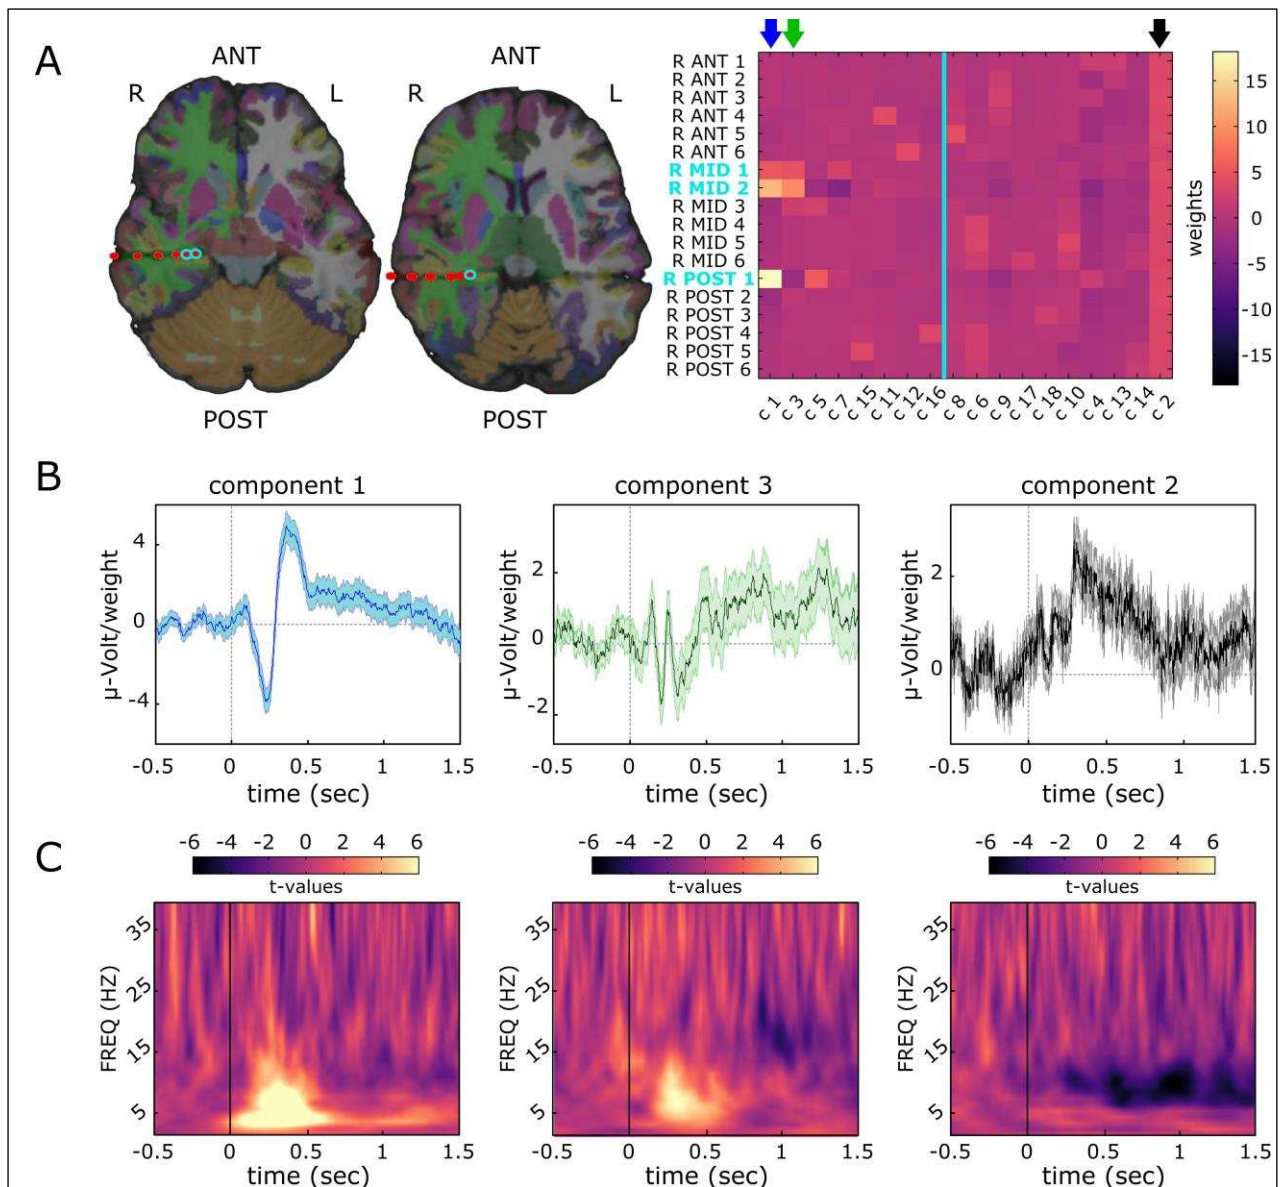 A
ANT
ANT
R
L
R
L
POST
POST
R ANT 1
R ANT 2
R ANT 3
R ANT 4
R ANT 5
R ANT 6
R MID 1
R MID 2
R MID 3
R MID 4
R MID 5
R MID 6
R POST 1
R POST 2
R POST 3
R POST 4
R POST 5
R POST 6
c 1
c 3
c 5
c 7
c 15
c 11
c 12
c 16
c 8
c 6
c 9
c 17
c 18
c 10
c 4
c 13
c 14
c 2
weights
15
10
5
0
-5
-10
-15
B
component 1
component 3
component 2
μ-Volt/weight
4
0
-4
-0.5 0 0.5 1 1.5
time (sec)
μ-Volt/weight
2
0
-2
-0.5 0 0.5 1 1.5
time (sec)
μ-Volt/weight
2
0
-0.5 0 0.5 1 1.5
time (sec)
C
-6 -4 -2 0 2 4 6
t-values
FREQ (HZ)
35
25
15
5
-0.5 0 0.5 1 1.5
time (sec)
-6 -4 -2 0 2 4 6
t-values
FREQ (HZ)
35
25
15
5
-0.5 0 0.5 1 1.5
time (sec)
-6 -4 -2 0 2 4 6
t-values
FREQ (HZ)
35
25
15
5
-0.5 0 0.5 1 1.5
time (sec)